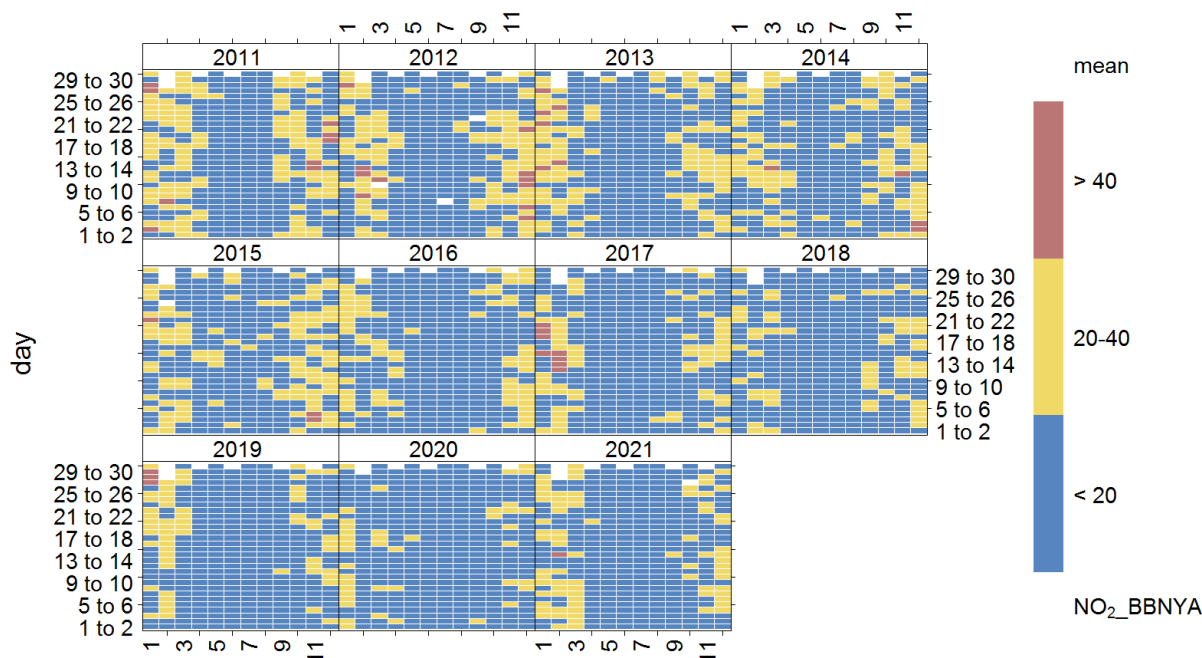 1 3 5 7 9 11
2011 2012 2013 2014
29 to 30
25 to 26
21 to 22
17 to 18
13 to 14
9 to 10
5 to 6
1 to 2
2015 2016 2017 2018
29 to 30
25 to 26
21 to 22
17 to 18
13 to 14
9 to 10
5 to 6
1 to 2
day
2019 2020 2021
29 to 30
25 to 26
21 to 22
17 to 18
13 to 14
9 to 10
5 to 6
1 to 2
1 3 5 7 9 11
1 3 5 7 9 11
1 3 5 7 9 11
mean
> 40
20-40
< 20
NO₂_BBNYA